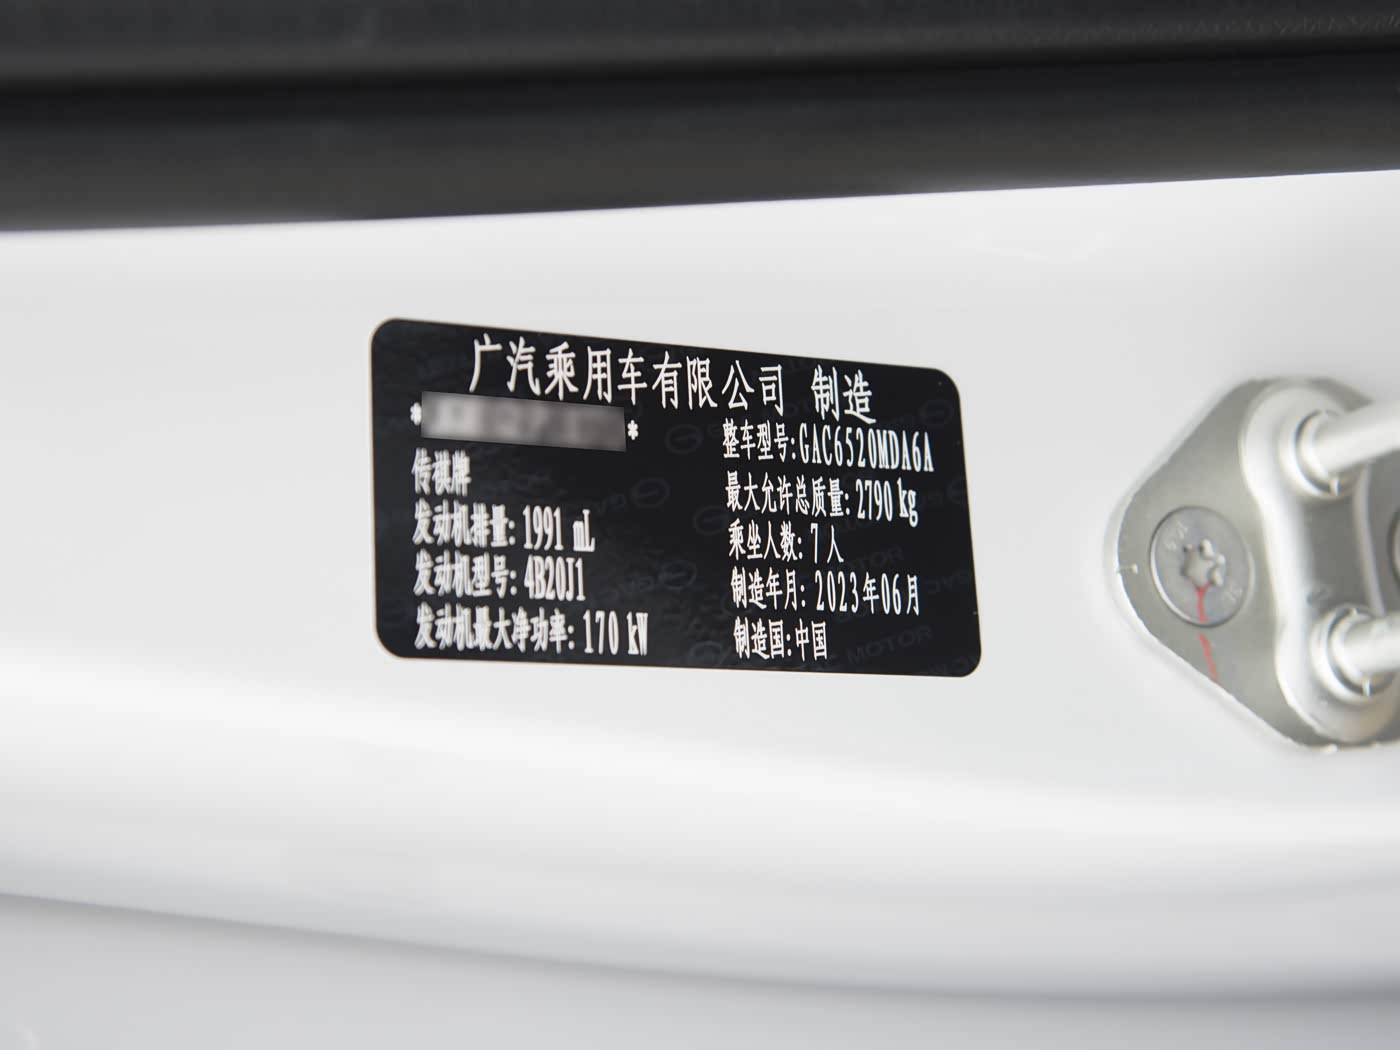 广汽乘用车有限公司 制造
传祺牌
发动机排量: 1991 mL
发动机型号: 4B20J1
发动机最大净功率: 170 kW
整车型号: GAC6520MDA6A
最大允许总质量: 2790 kg
乘坐人数: 7 人
制造年月: 2023年06月
制造国: 中国